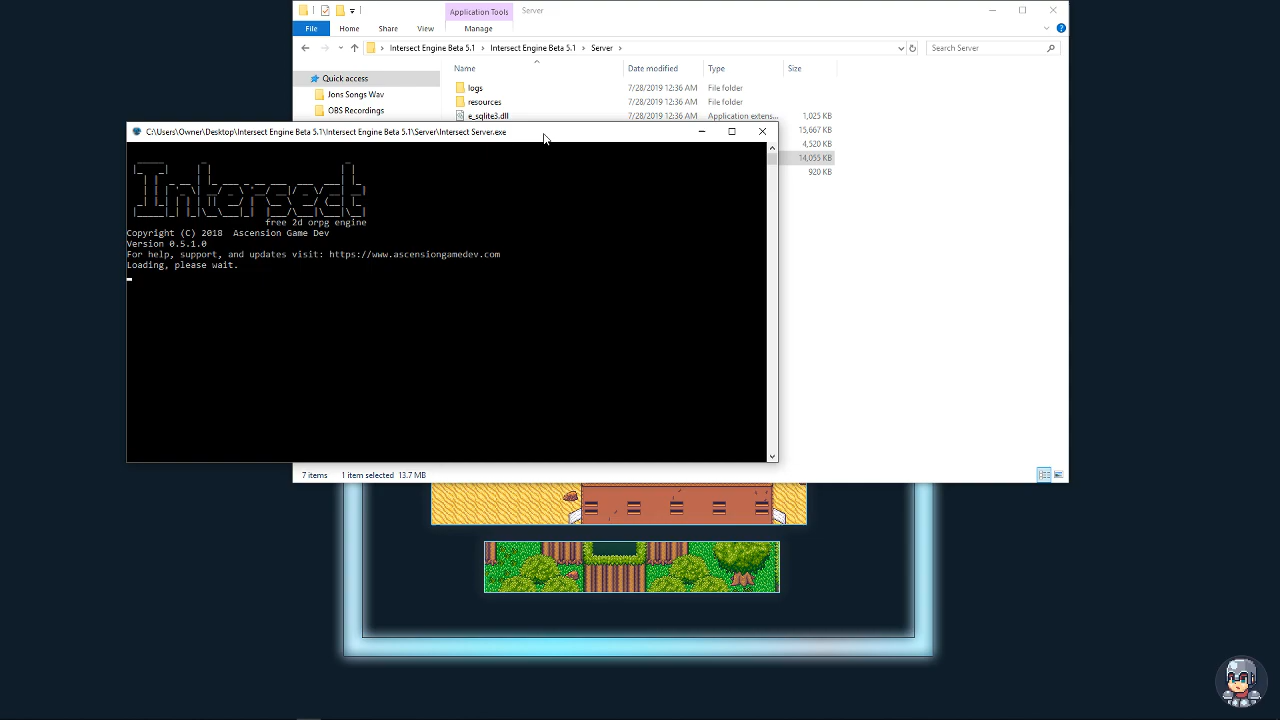 Application Tools
Server
File
Home
Share
View
Manage
Intersect Engine Beta 5.1
Intersect Engine Beta 5.1
Server
Search Server
Name
Date modified
Type
Size
Quick access
Jons Songs Wav
OBS Recordings
logs
7/28/2019 12:36 AM
File folder
resources
7/28/2019 12:36 AM
File folder
e_sqlite3.dll
7/28/2019 12:36 AM
Application extens...
1,025 KB
15,667 KB
4,520 KB
14,055 KB
920 KB
C:\Users\Owner\Desktop\Intersect Engine Beta 5.1\Intersect Engine Beta 5.1\Server\Intersect Server.exe
Intersect
free 2d orpg engine
Copyright (C) 2018 Ascension Game Dev
Version 0.5.1.0
For help, support, and updates visit: https://www.ascensiongamedev.com
Loading, please wait.
7 items
1 item selected 13.7 MB